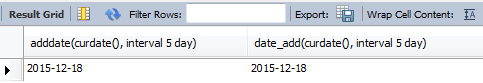 Result Grid Filter Rows: Export: Wrap Cell Content:
adddate(curdate(), interval 5 day) date_add(curdate(), interval 5 day)
2015-12-18 2015-12-18